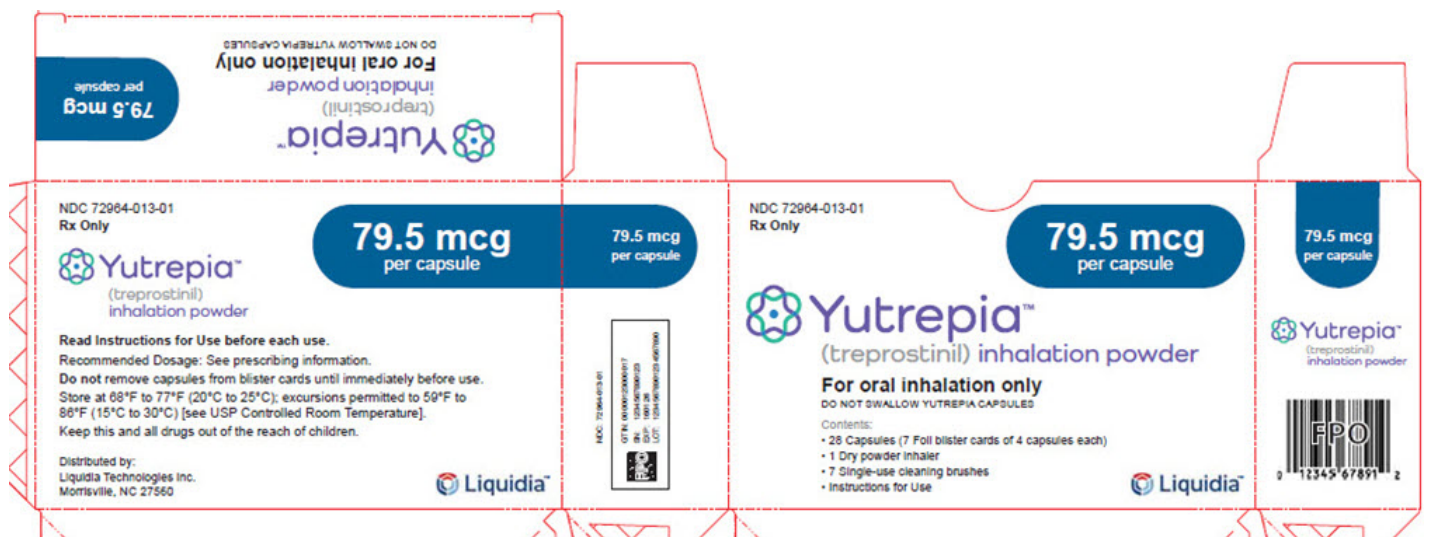 DO NOT SWALLOW YUTREPIA CAPSULES
For oral inhalation only
inhalation powder
(treprostinil)
Yutrepia™
79.5 mcg
per capsule
NDC 72964-013-01
Rx Only
Yutrepia™
(treprostinil)
inhalation powder
79.5 mcg
per capsule
Read Instructions for Use before each use.
Recommended Dosage: See prescribing information.
Do not remove capsules from blister cards until immediately before use.
Store at 68°F to 77°F (20°C to 25°C); excursions permitted to 59°F to
86°F (15°C to 30°C) [see USP Controlled Room Temperature].
Keep this and all drugs out of the reach of children.
Distributed by:
Liquidia Technologies Inc.
Morrisville, NC 27560
Liquidia™
79.5 mcg
per capsule
NDC: 72964-013-01
SN: 1234567890123
LOT: 1234567890123 4567890
FPO
NDC 72964-013-01
Rx Only
79.5 mcg
per capsule
Yutrepia™
(treprostinil) inhalation powder
For oral inhalation only
DO NOT SWALLOW YUTREPIA CAPSULES
Contents:
• 28 Capsules (7 Foil blister cards of 4 capsules each)
• 1 Dry powder inhaler
• 7 Single-use cleaning brushes
• Instructions for Use
Liquidia™
79.5 mcg
per capsule
Yutrepia™
(treprostinil)
inhalation powder
FPO
0 12345 67891 2